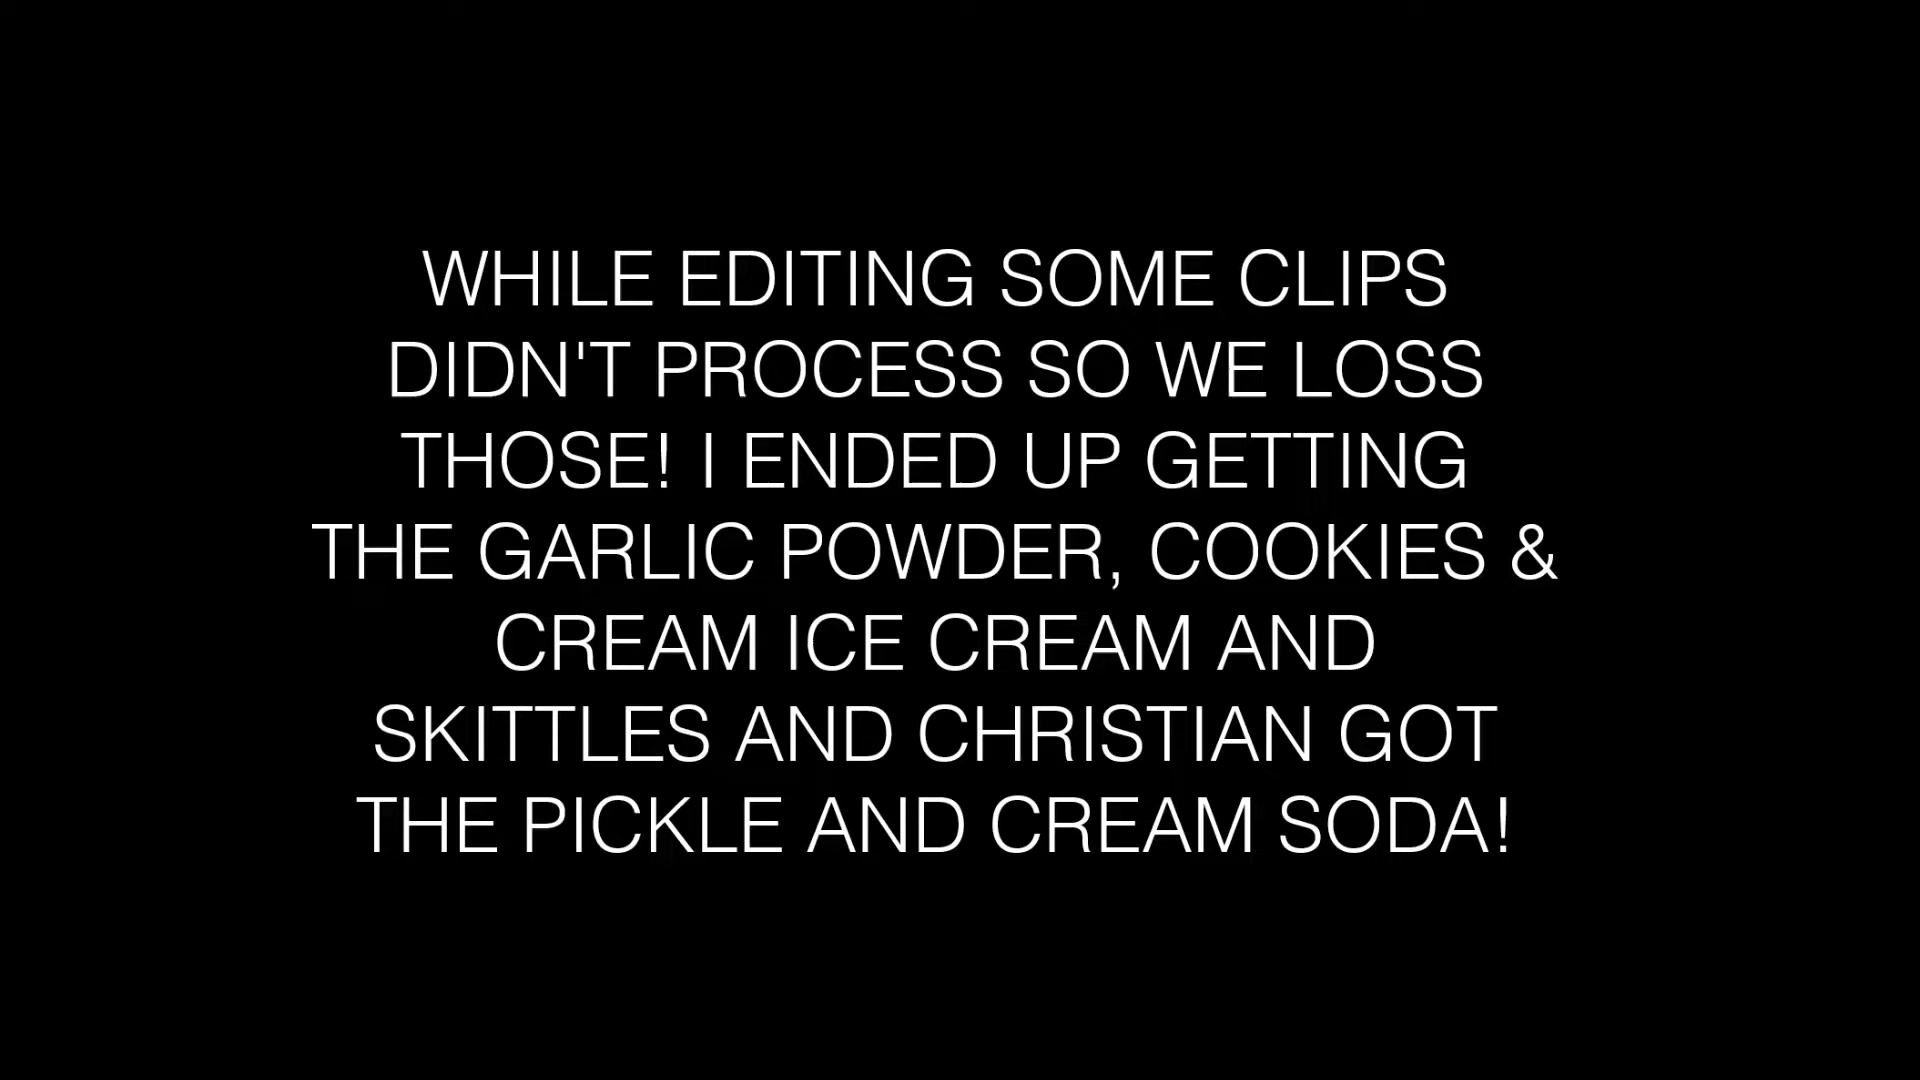 WHILE EDITING SOME CLIPS
DIDN'T PROCESS SO WE LOSS
THOSE! I ENDED UP GETTING
THE GARLIC POWDER, COOKIES &
CREAM ICE CREAM AND
SKITTLES AND CHRISTIAN GOT
THE PICKLE AND CREAM SODA!